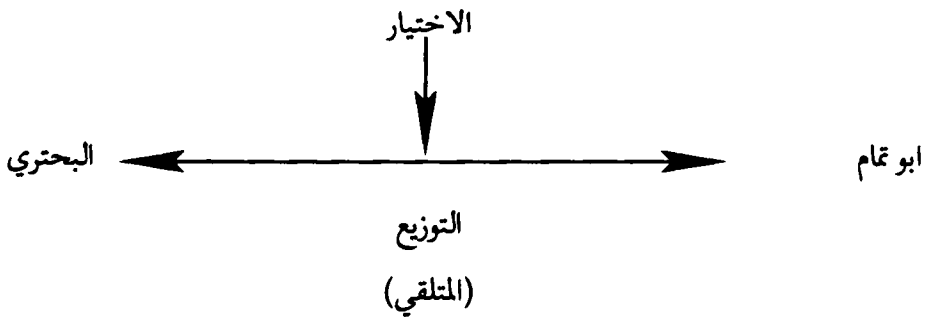 الاختيار
ابو تمام
البحتري
التوزيع
(المتلقي)